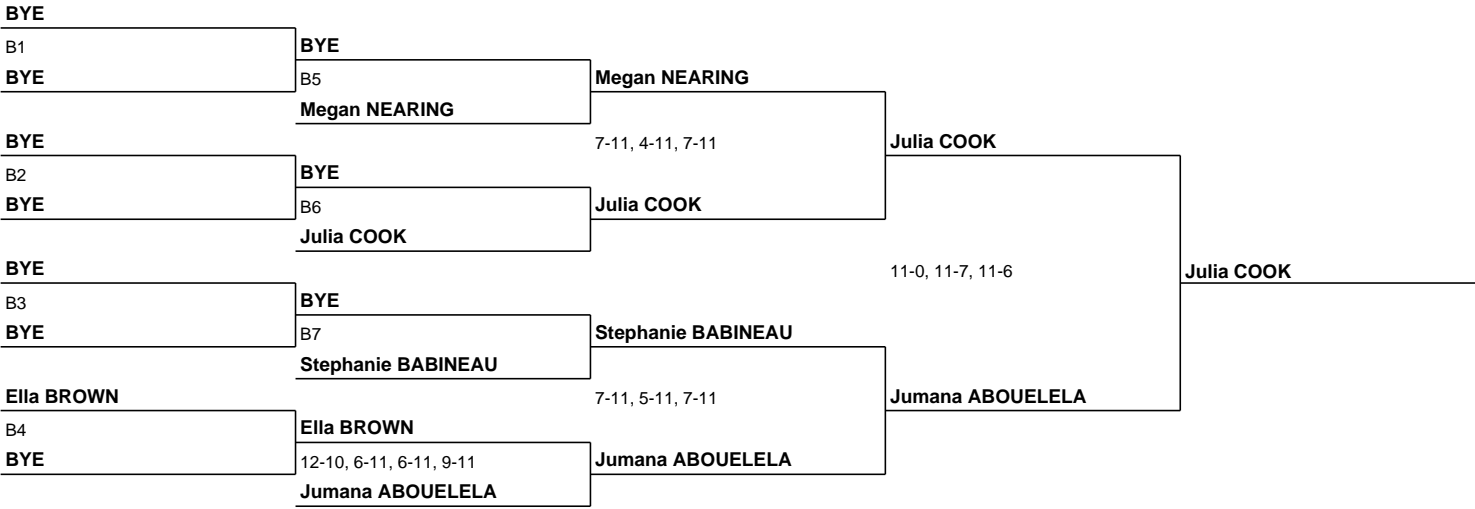 BYE
B1
BYE
BYE
B5
BYE
Megan NEARING
Megan NEARING
BYE
7-11, 4-11, 7-11
Julia COOK
B2
BYE
BYE
B6
Julia COOK
Julia COOK
BYE
11-0, 11-7, 11-6
Julia COOK
B3
BYE
BYE
B7
Stephanie BABINEAU
Stephanie BABINEAU
Ella BROWN
7-11, 5-11, 7-11
Jumana ABOUELELA
B4
Ella BROWN
BYE
12-10, 6-11, 6-11, 9-11
Jumana ABOUELELA
Jumana ABOUELELA